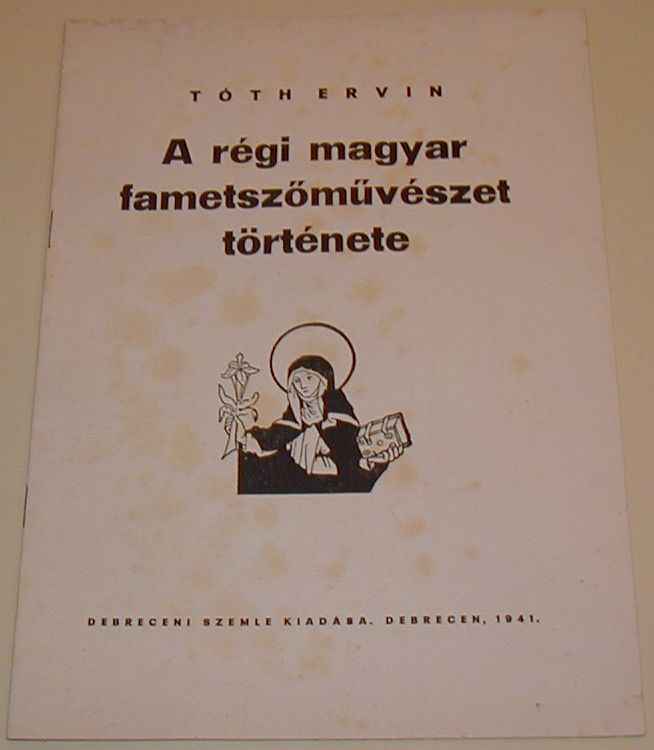 TÓTH ERVIN
A régi magyar
fametszőművészet
története
DEBRECENI SZEMLE KIADÁSA. DEBRECEN, 1941.